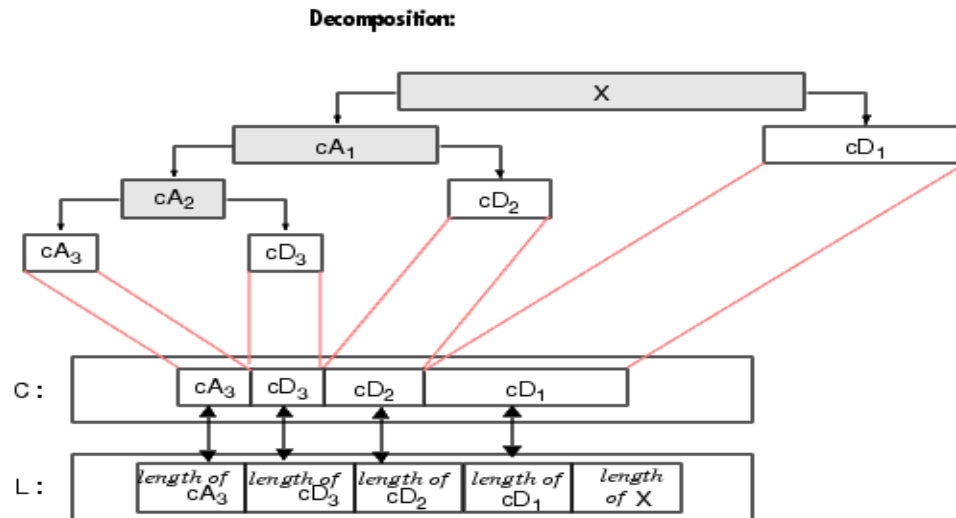 Decomposition:
X
cA₁
cD₁
cA₂
cD₂
cA₃
cD₃
C: cA₃ cD₃ cD₂ cD₁
L: length of cA₃ length of cD₃ length of cD₂ length of cD₁ length of X